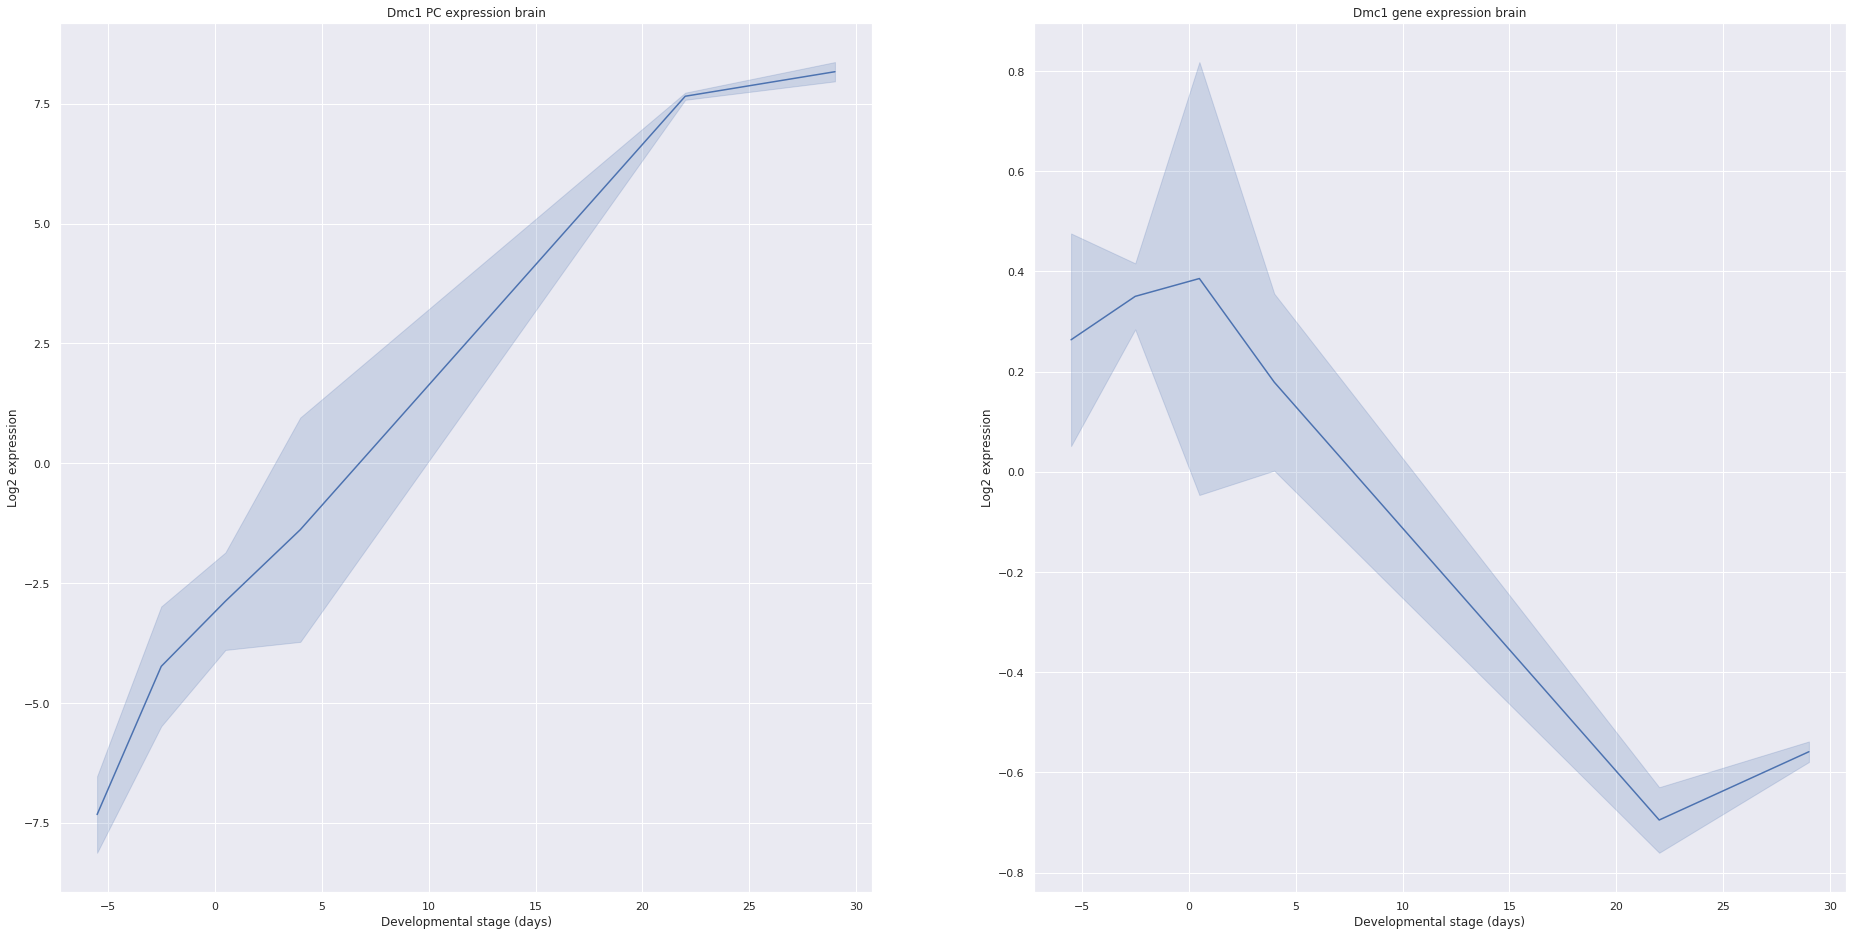 Dmc1 PC expression brain
Log2 expression
7.5
5.0
2.5
0.0
−2.5
−5.0
−7.5
−5 0 5 10 15 20 25 30
Developmental stage (days)
Dmc1 gene expression brain
Log2 expression
0.8
0.6
0.4
0.2
0.0
−0.2
−0.4
−0.6
−0.8
−5 0 5 10 15 20 25 30
Developmental stage (days)